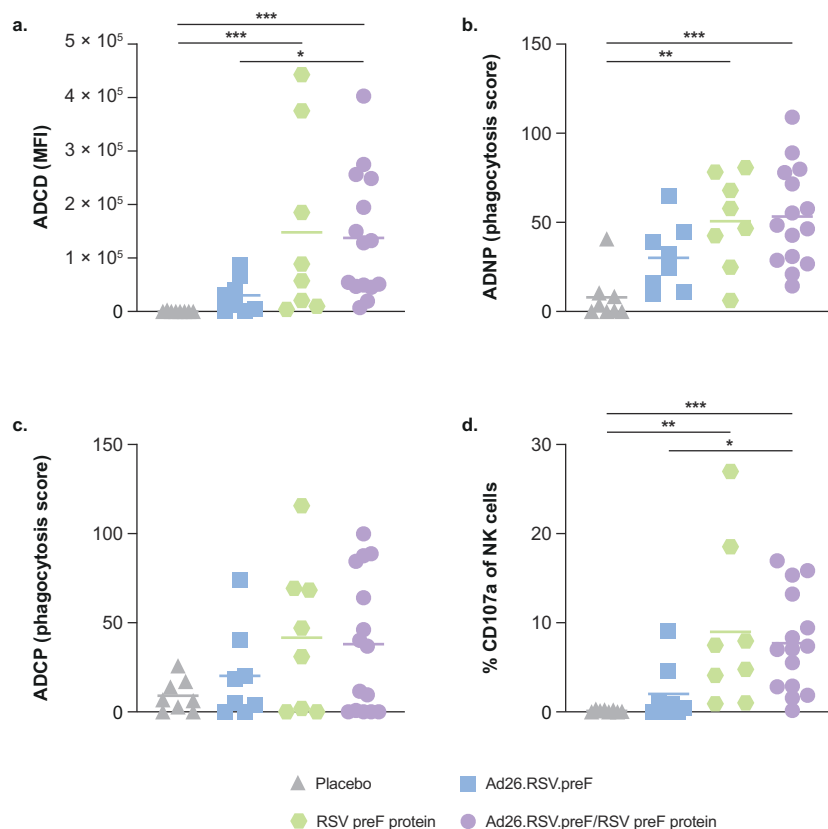 a.
***
***
*
5 × 10⁵
4 × 10⁵
3 × 10⁵
2 × 10⁵
1 × 10⁵
0
ADCD (MFI)
b.
***
**
150
100
50
0
ADNP (phagocytosis score)
c.
150
100
50
0
ADCP (phagocytosis score)
d.
***
**
*
30
20
10
0
% CD107a of NK cells
Placebo
Ad26.RSV.preF
RSV preF protein
Ad26.RSV.preF/RSV preF protein